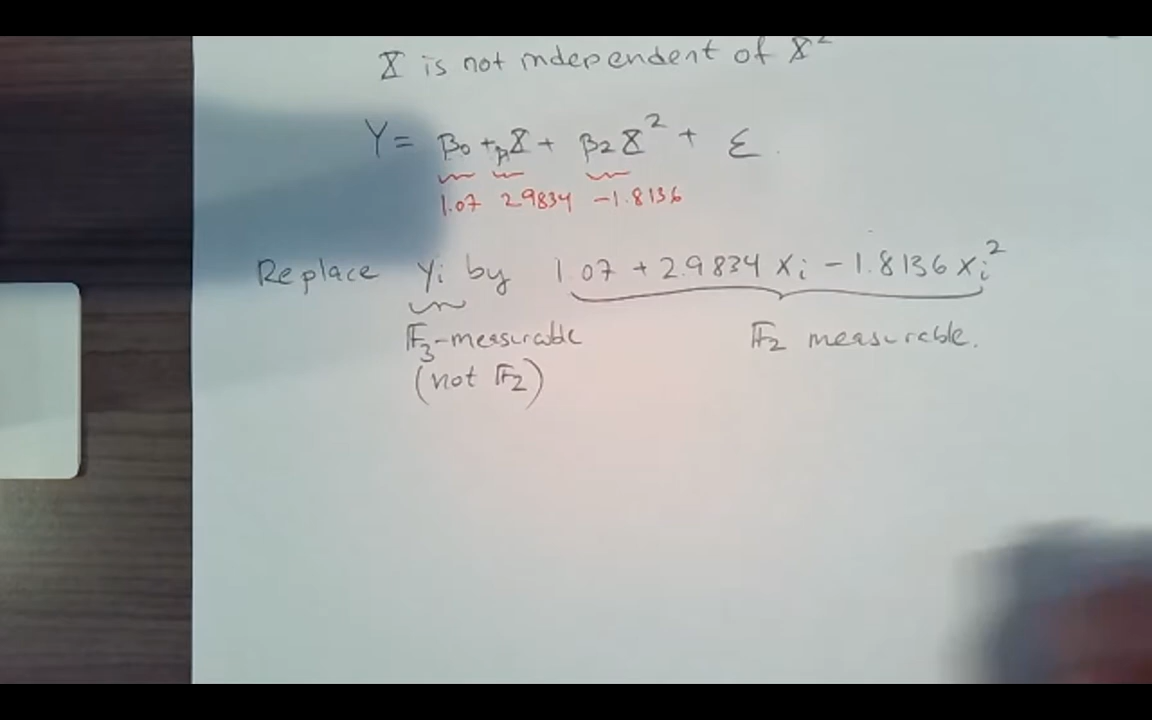 X is not independent of X²
Y = β₀ + β₁X + β₂X² + ε.
1.07 2.9834 -1.8136
Replace Yi by 1.07 + 2.9834 xi - 1.8136 xi²
F₃-measurable F₂ measurable.
(not F₂)